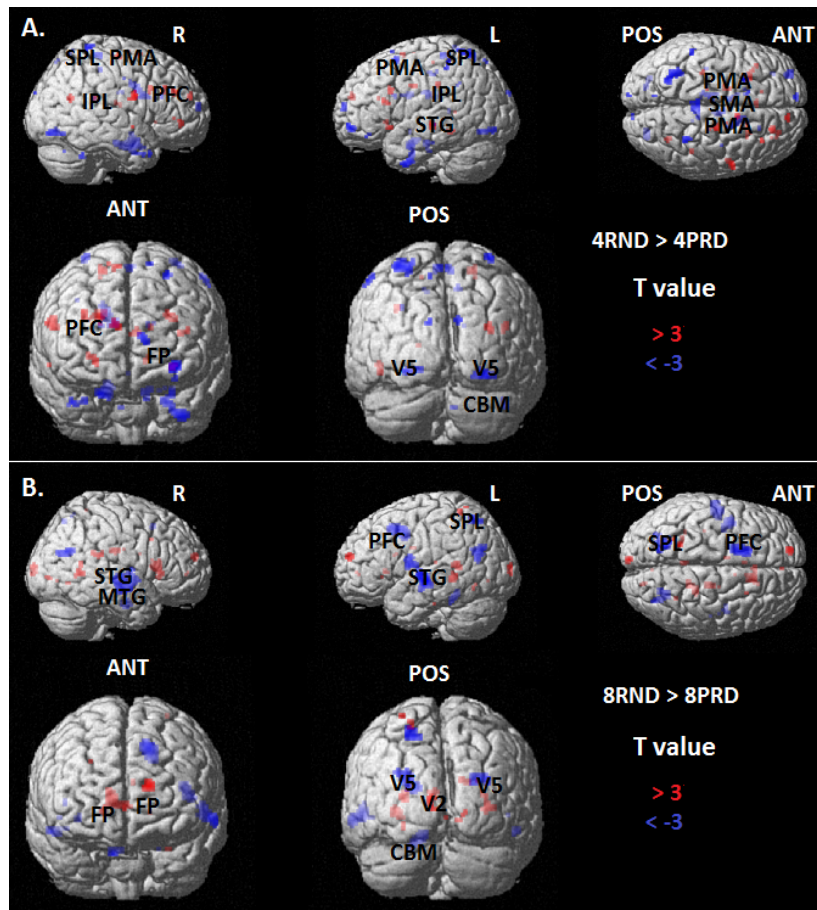 A.
R
L
POS ANT
SPL PMA
IPL PFC
PMA SPL
IPL
STG
PMA
SMA
PMA
ANT
POS
PFC
FP
V5 V5
CBM
4RND > 4PRD
T value
> 3
< -3
B.
R
L
POS ANT
STG
MTG
PFC SPL
STG
SPL PFC
ANT
POS
FP FP
V5 V5
V2
CBM
8RND > 8PRD
T value
> 3
< -3